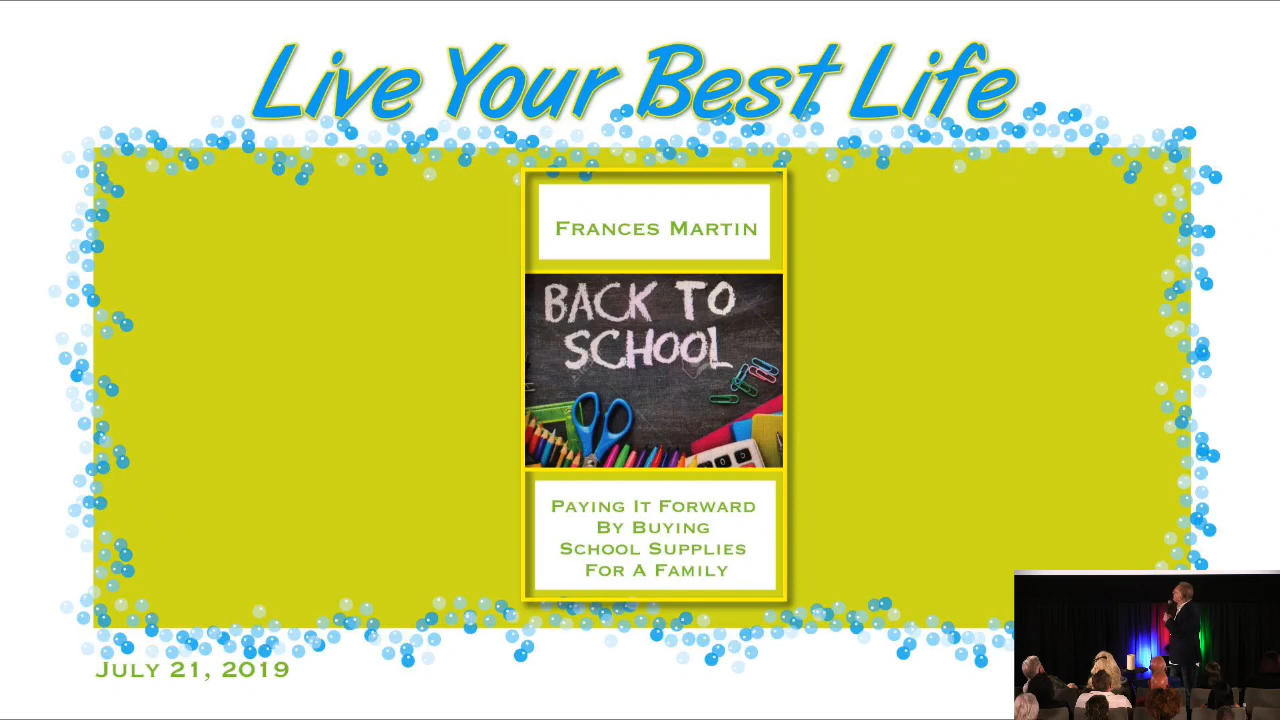 Live Your Best Life
Frances Martin
BACK TO
SCHOOL
Paying It Forward
By Buying
School Supplies
For A Family
July 21, 2019